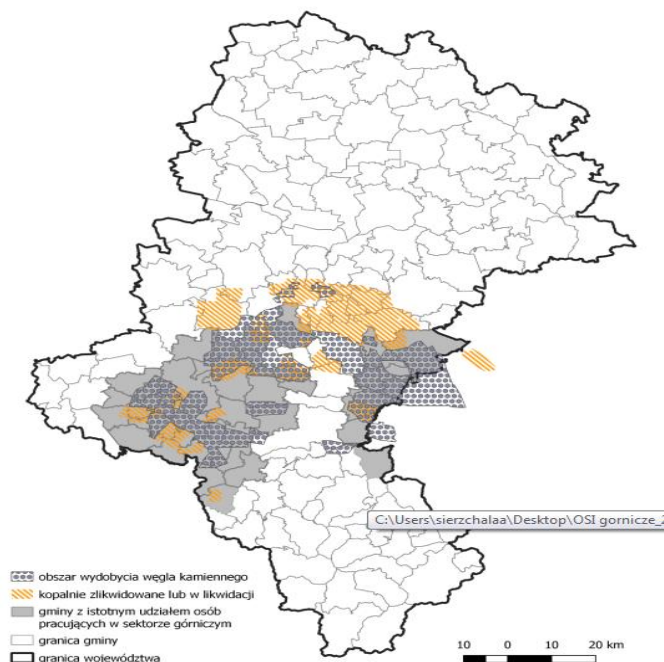 C:\Users\sierzchalaa\Desktop\OSI gornicze_2
obszar wydobycia węgla kamiennego
kopalnie zlikwidowane lub w likwidacji
gminy z istotnym udziałem osób
pracujących w sektorze górniczym
granica gminy
granica województwa
10 0 10 20 km